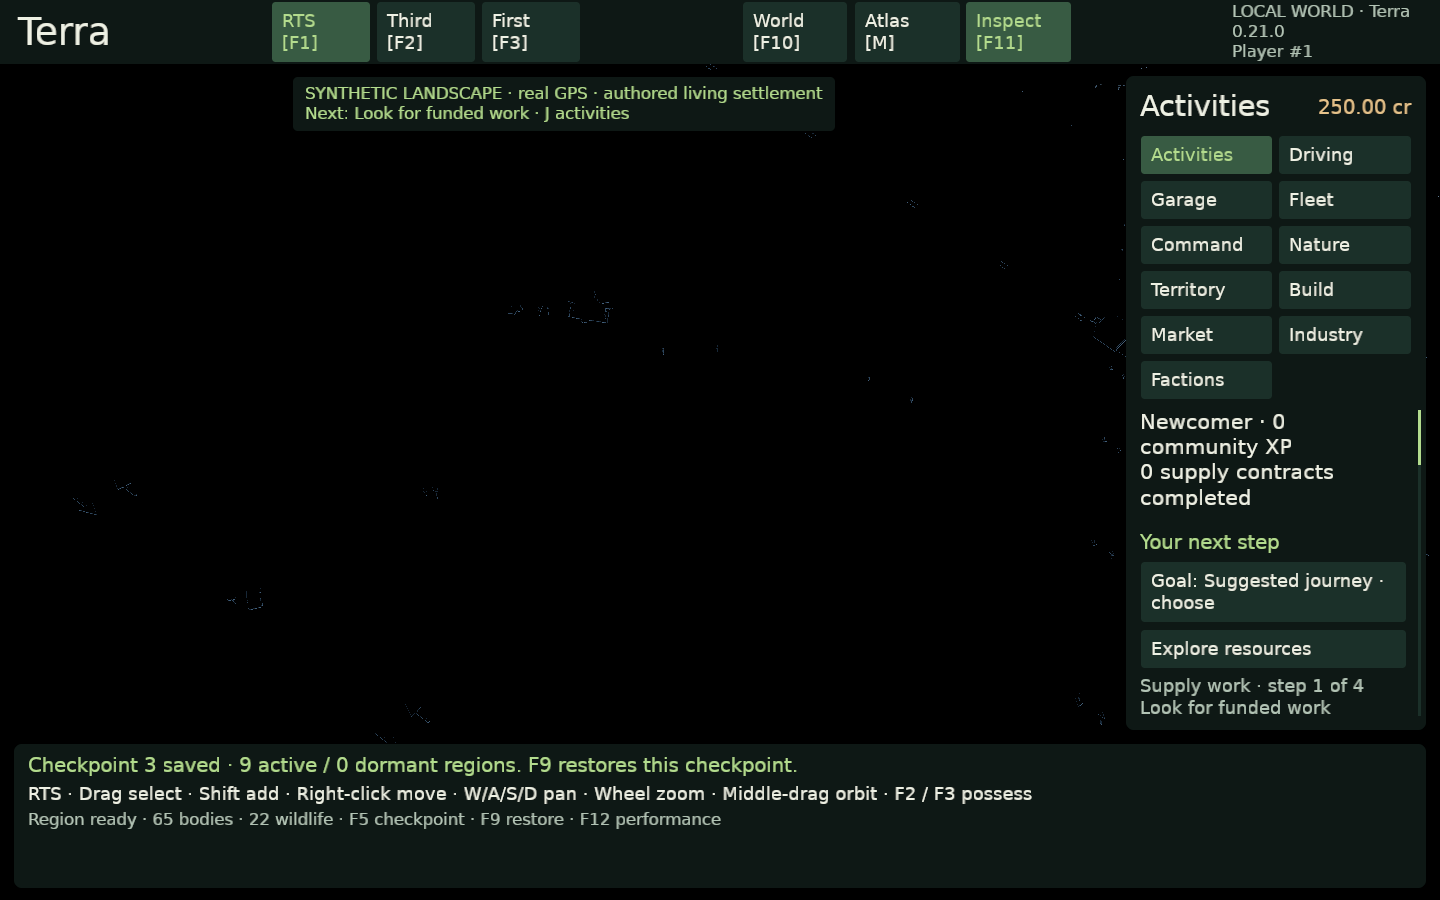 Terra
RTS
[F1]
Third
[F2]
First
[F3]
World
[F10]
Atlas
[M]
Inspect
[F11]
LOCAL WORLD · Terra
0.21.0
Player #1
SYNTHETIC LANDSCAPE · real GPS · authored living settlement
Next: Look for funded work · J activities
Activities
250.00 cr
Activities
Driving
Garage
Fleet
Command
Nature
Territory
Build
Market
Industry
Factions
Newcomer · 0
community XP
0 supply contracts
completed
Your next step
Goal: Suggested journey ·
choose
Explore resources
Supply work · step 1 of 4
Look for funded work
Checkpoint 3 saved · 9 active / 0 dormant regions. F9 restores this checkpoint.
RTS · Drag select · Shift add · Right-click move · W/A/S/D pan · Wheel zoom · Middle-drag orbit · F2 / F3 possess
Region ready · 65 bodies · 22 wildlife · F5 checkpoint · F9 restore · F12 performance